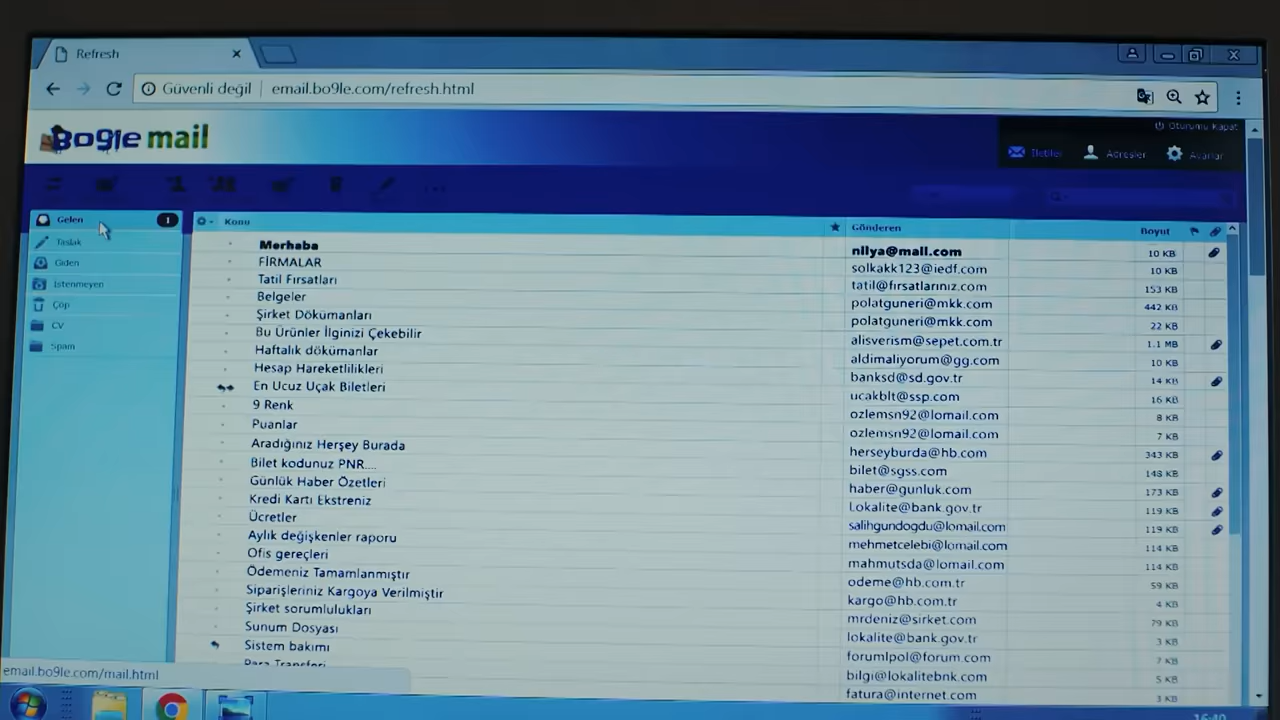 Refresh
Güvenli değil email.bo9le.com/refresh.html
Bo9le mail
Oturumu Kapat
İletiler Adresler Ayarlar
Gelen 1
Taslak
Giden
İstenmeyen
Çöp
CV
Spam
Konu Gönderen Boyut
Merhaba nilya@mail.com 10 KB
FİRMALAR solkakk123@iedf.com 10 KB
Tatil Fırsatları tatil@fırsatlarınız.com 153 KB
Belgeler polatguneri@mkk.com 442 KB
Şirket Dökümanları polatguneri@mkk.com 22 KB
Bu Ürünler İlginizi Çekebilir alisverism@sepet.com.tr 1.1 MB
Haftalık dökümanlar aldimaliyorum@gg.com 10 KB
Hesap Hareketlilikleri banksd@sd.gov.tr 14 KB
En Ucuz Uçak Biletleri ucakblt@ssp.com 16 KB
9 Renk ozlemsn92@lomail.com 8 KB
Puanlar ozlemsn92@lomail.com 7 KB
Aradığınız Herşey Burada herseyburda@hb.com 343 KB
Bilet kodunuz PNR.... bilet@sgss.com 148 KB
Günlük Haber Özetleri haber@gunluk.com 173 KB
Kredi Kartı Ekstreniz Lokalite@bank.gov.tr 119 KB
Ücretler salihgundogdu@lomail.com 119 KB
Aylık değişkenler raporu mehmetcelebi@lomail.com 114 KB
Ofis gereçleri mahmutsda@lomail.com 114 KB
Ödemeniz Tamamlanmıştır odeme@hb.com.tr 59 KB
Siparişleriniz Kargoya Verilmiştir kargo@hb.com.tr 4 KB
Şirket sorumlulukları mrdeniz@sirket.com 79 KB
Sunum Dosyası lokalite@bank.gov.tr 3 KB
Sistem bakımı forumlpol@forum.com 7 KB
Para Transferi bilgi@lokalitebnk.com 5 KB
fatura@internet.com 3 KB
email.bo9le.com/mail.html
16:40